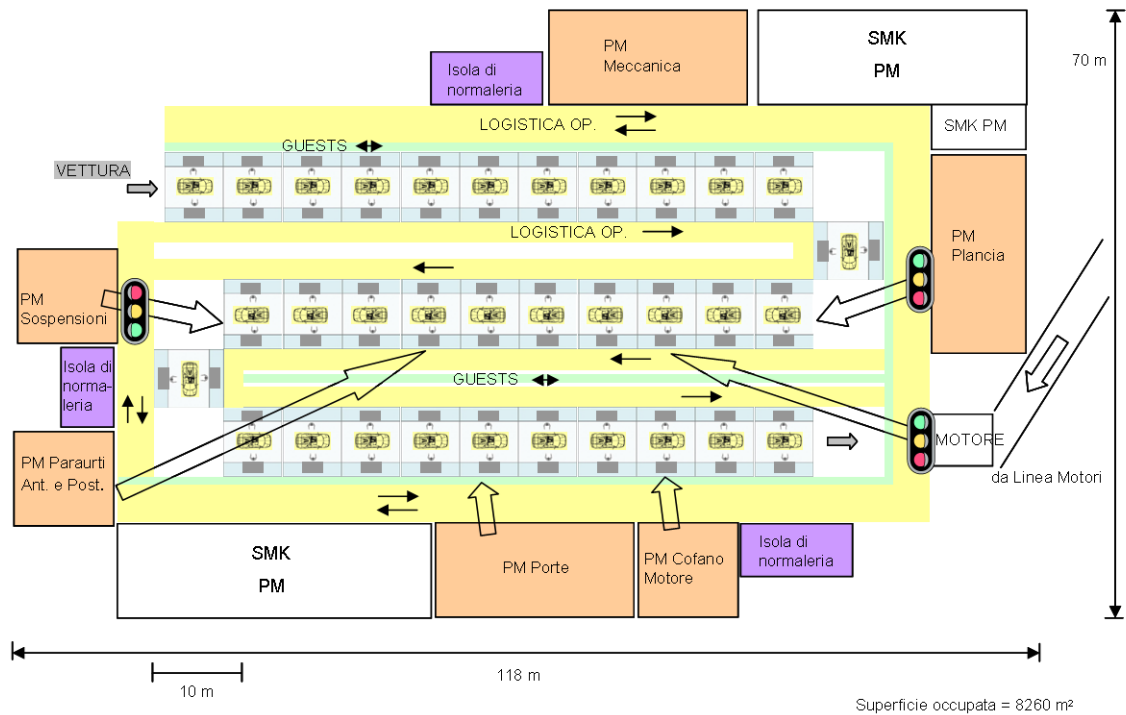 SMK
PM
PM
Meccanica
70 m
Isola di
normaleria
LOGISTICA OP.
SMK PM
GUESTS
VETTURA
LOGISTICA OP.
PM
Plancia
PM
Sospensioni
Isola di
norma-
leria
GUESTS
MOTORE
PM Paraurti
Ant. e Post.
da Linea Motori
SMK
PM
PM Porte
PM Cofano
Motore
Isola di
normaleria
118 m
10 m
Superficie occupata = 8260 m²